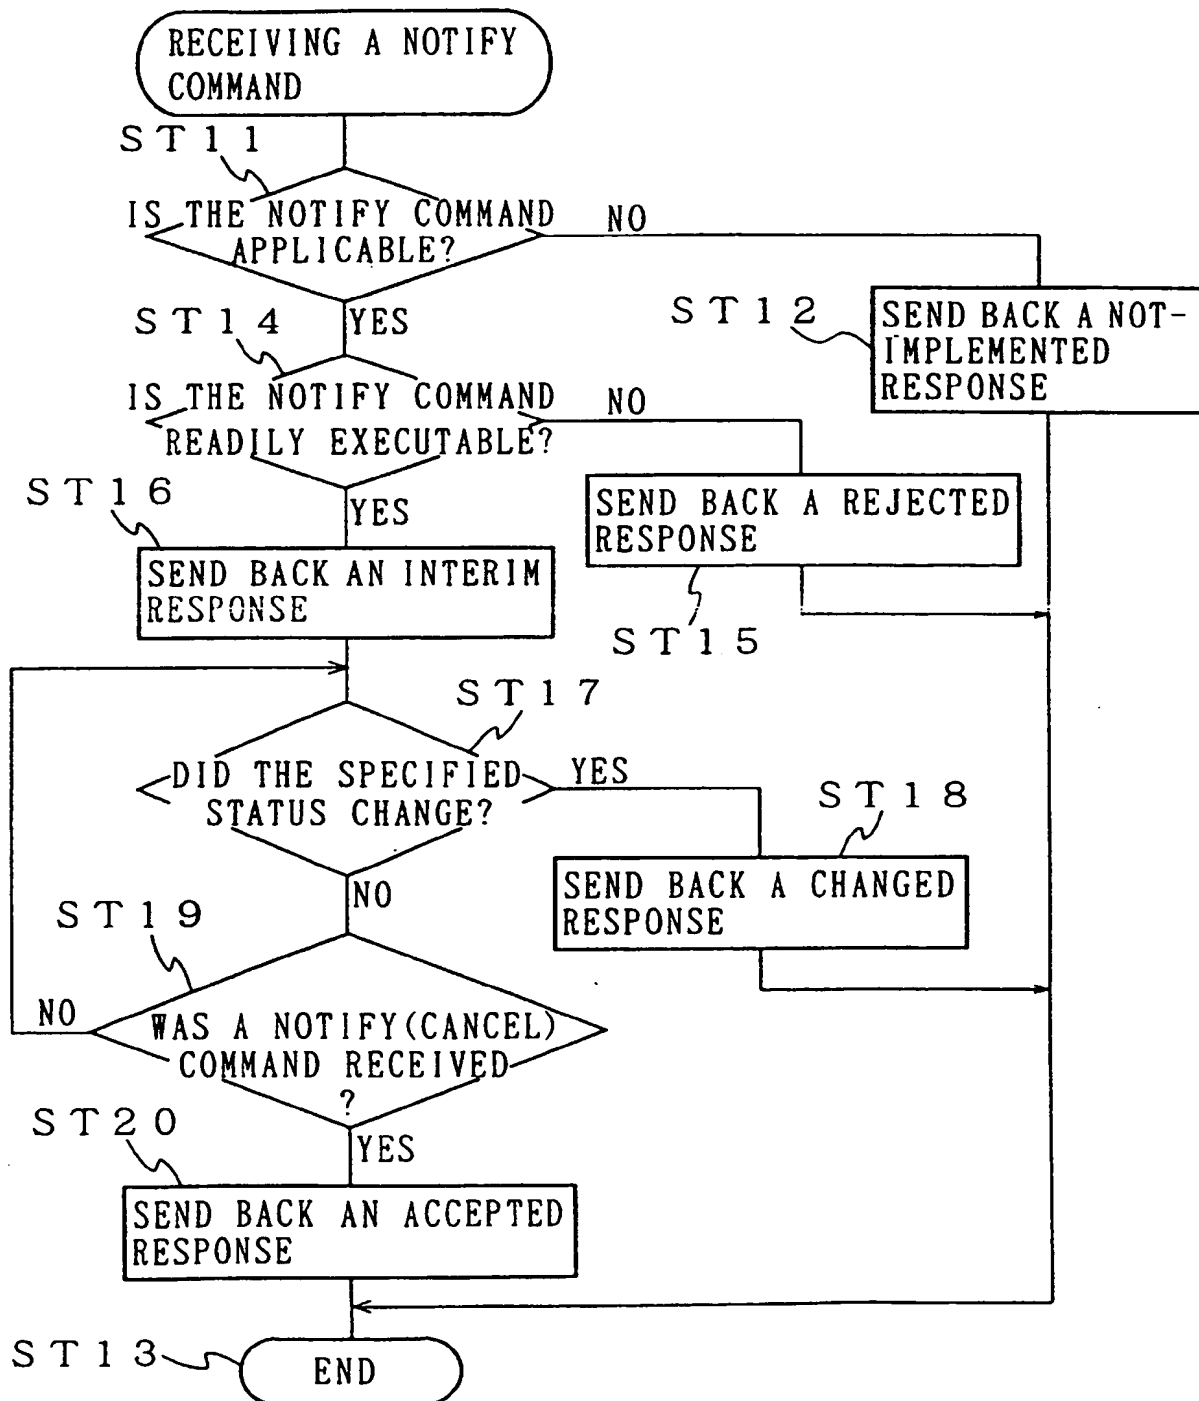 RECEIVING A NOTIFY
COMMAND
ST11
IS THE NOTIFY COMMAND
APPLICABLE?
NO
YES
ST12
SEND BACK A NOT-
IMPLEMENTED
RESPONSE
ST14
IS THE NOTIFY COMMAND
READILY EXECUTABLE?
NO
YES
SEND BACK A REJECTED
RESPONSE
ST15
ST16
SEND BACK AN INTERIM
RESPONSE
ST17
DID THE SPECIFIED
STATUS CHANGE?
YES
NO
ST18
SEND BACK A CHANGED
RESPONSE
ST19
NO
WAS A NOTIFY(CANCEL)
COMMAND RECEIVED
?
YES
ST20
SEND BACK AN ACCEPTED
RESPONSE
ST13
END